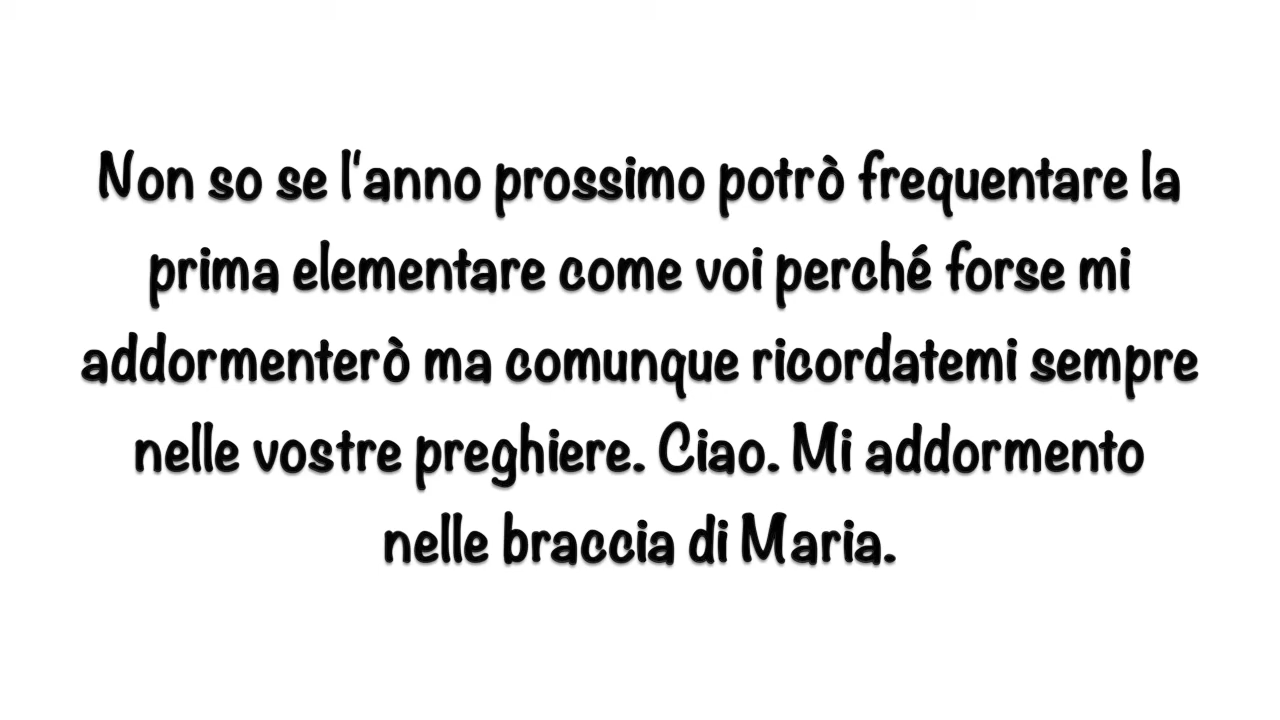 Non so se l'anno prossimo potrò frequentare la
prima elementare come voi perché forse mi
addormenterò ma comunque ricordatemi sempre
nelle vostre preghiere. Ciao. Mi addormento
nelle braccia di Maria.